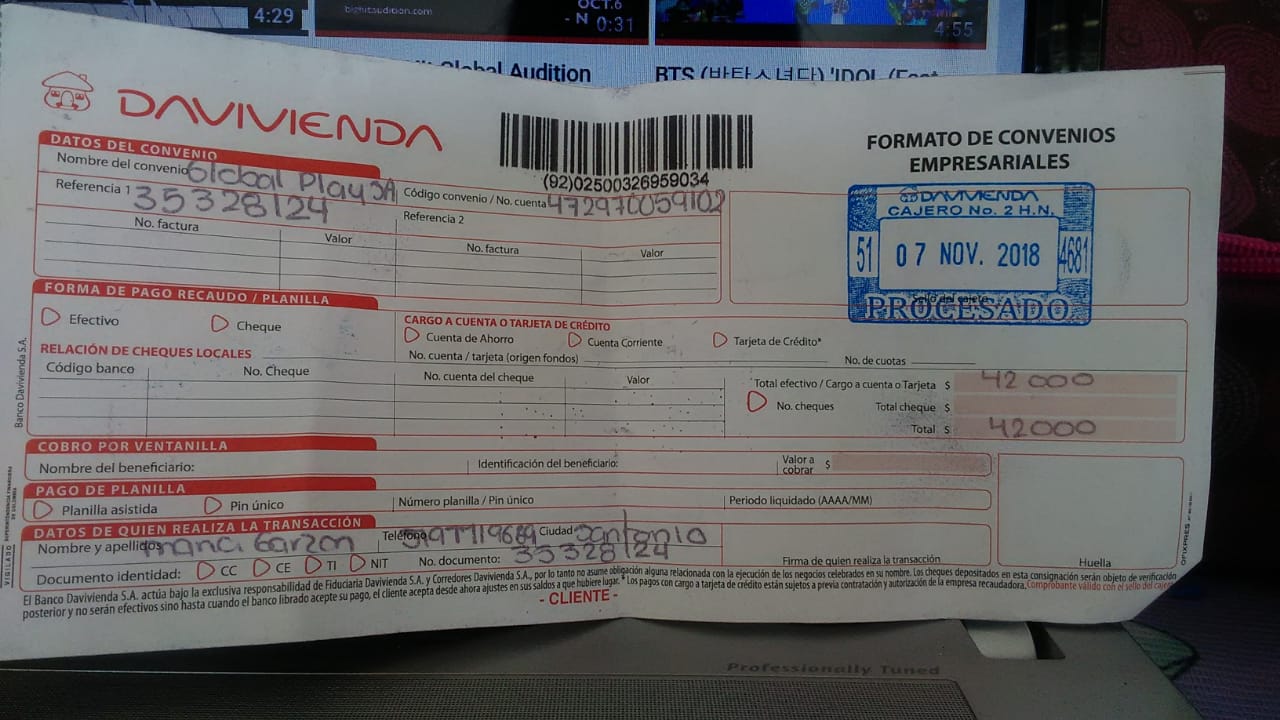 4:29
bighitaudition.com
OCT.6
- N 0:31
4:55
Global Audition
BTS (방탄소년단) 'IDOL (Feat
DAVIVIENDA
(92)02500326959034
FORMATO DE CONVENIOS
EMPRESARIALES
DATOS DEL CONVENIO
Nombre del convenio Global Play SA
Código convenio / No. cuenta 472970059102
Referencia 1 35328124
Referencia 2
No. factura Valor No. factura Valor
DAVIVIENDA
CAJERO No. 2 H.N.
51 07 NOV. 2018 4681
Sello del cajero
PROCESADO
FORMA DE PAGO RECAUDO / PLANILLA
Efectivo Cheque
CARGO A CUENTA O TARJETA DE CRÉDITO
Cuenta de Ahorro Cuenta Corriente Tarjeta de Crédito*
No. cuenta / tarjeta (origen fondos) No. de cuotas
RELACIÓN DE CHEQUES LOCALES
Código banco No. Cheque No. cuenta del cheque Valor
Total efectivo / Cargo a cuenta o Tarjeta $ 42 000
No. cheques Total cheque $
Total $ 42000
COBRO POR VENTANILLA
Nombre del beneficiario: Identificación del beneficiario: Valor a cobrar $
PAGO DE PLANILLA
Planilla asistida Pin único Número planilla / Pin único Periodo liquidado (AAAA/MM)
DATOS DE QUIEN REALIZA LA TRANSACCIÓN
Nombre y apellidos Garzon Teléfono Ciudad
Documento identidad: CC CE TI NIT No. documento: 35328124
Firma de quien realiza la transacción
Huella
El Banco Davivienda S.A. actúa bajo la exclusiva responsabilidad de Fiduciaria Davivienda S.A. y Corredores Davivienda S.A., por lo tanto no asume obligación alguna relacionada con la ejecución de los negocios celebrados en su nombre. Los cheques depositados en esta consignación serán objeto de verificación
posterior y no serán efectivos sino hasta cuando el banco librado acepte su pago, el cliente acepta desde ahora ajustes en sus saldos a que hubiere lugar. * Los pagos con cargo a tarjeta de crédito están sujetos a previa contratación y autorización de la empresa recaudadora. Comprobante válido con el sello del cajero
- CLIENTE -
Banco Davivienda S.A.
VIGILADO SUPERINTENDENCIA FINANCIERA DE COLOMBIA
Professionally Tuned